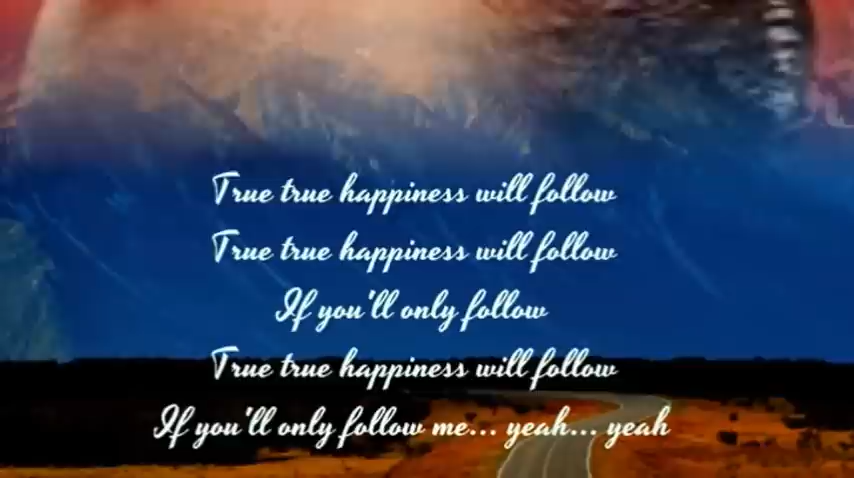 True true happiness will follow
True true happiness will follow
If you'll only follow
True true happiness will follow
If you'll only follow me... yeah... yeah